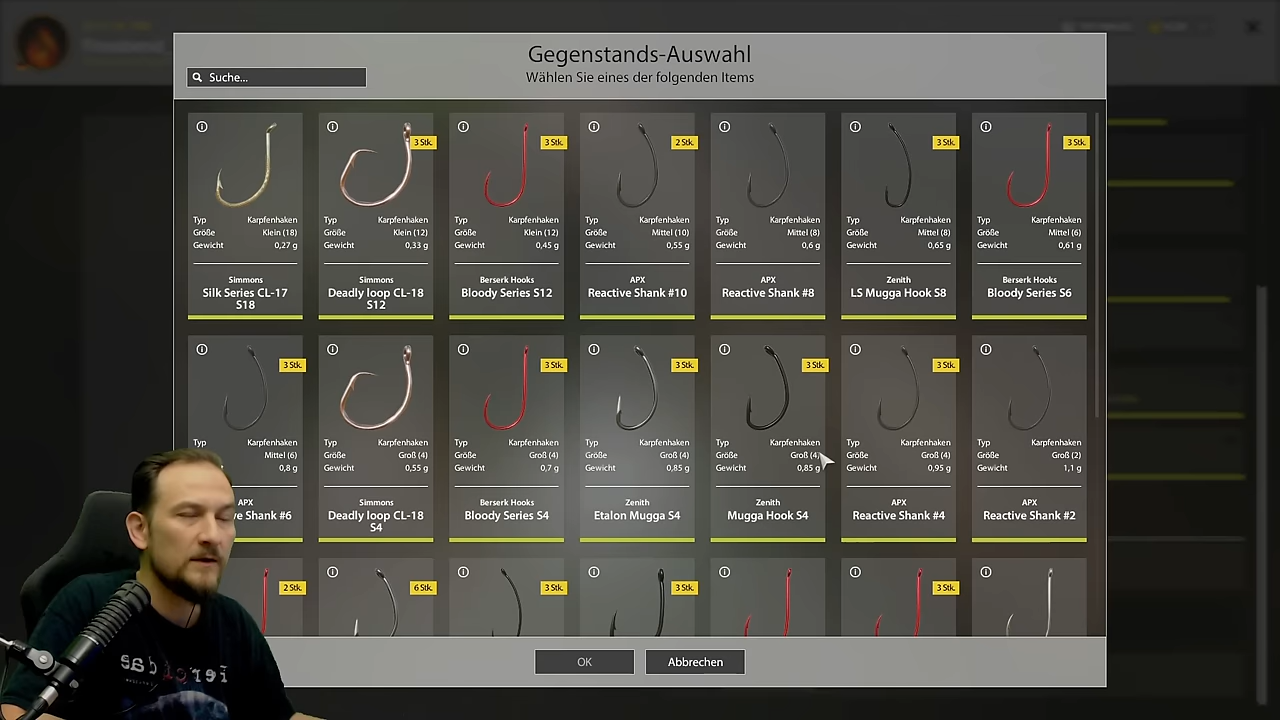 Gegenstands-Auswahl
Wählen Sie eines der folgenden Items
Suche...
3 Stk.
3 Stk.
2 Stk.
3 Stk.
3 Stk.
Typ Karpfenhaken
Größe Klein (18)
Gewicht 0,27 g
Simmons
Silk Series CL-17
S18
Typ Karpfenhaken
Größe Klein (12)
Gewicht 0,33 g
Simmons
Deadly loop CL-18
S12
Typ Karpfenhaken
Größe Klein (12)
Gewicht 0,45 g
Berserk Hooks
Bloody Series S12
Typ Karpfenhaken
Größe Mittel (10)
Gewicht 0,55 g
APX
Reactive Shank #10
Typ Karpfenhaken
Größe Mittel (8)
Gewicht 0,6 g
APX
Reactive Shank #8
Typ Karpfenhaken
Größe Mittel (8)
Gewicht 0,65 g
Zenith
LS Mugga Hook S8
Typ Karpfenhaken
Größe Mittel (6)
Gewicht 0,61 g
Berserk Hooks
Bloody Series S6
3 Stk.
3 Stk.
3 Stk.
3 Stk.
3 Stk.
Typ Karpfenhaken
Größe Mittel (6)
Gewicht 0,8 g
APX
Shank #6
Typ Karpfenhaken
Größe Groß (4)
Gewicht 0,55 g
Simmons
Deadly loop CL-18
S4
Typ Karpfenhaken
Größe Groß (4)
Gewicht 0,7 g
Berserk Hooks
Bloody Series S4
Typ Karpfenhaken
Größe Groß (4)
Gewicht 0,85 g
Zenith
Etalon Mugga S4
Typ Karpfenhaken
Größe Groß (4)
Gewicht 0,85 g
Zenith
Mugga Hook S4
Typ Karpfenhaken
Größe Groß (4)
Gewicht 0,95 g
APX
Reactive Shank #4
Typ Karpfenhaken
Größe Groß (2)
Gewicht 1,1 g
APX
Reactive Shank #2
2 Stk.
6 Stk.
3 Stk.
3 Stk.
3 Stk.
OK
Abbrechen